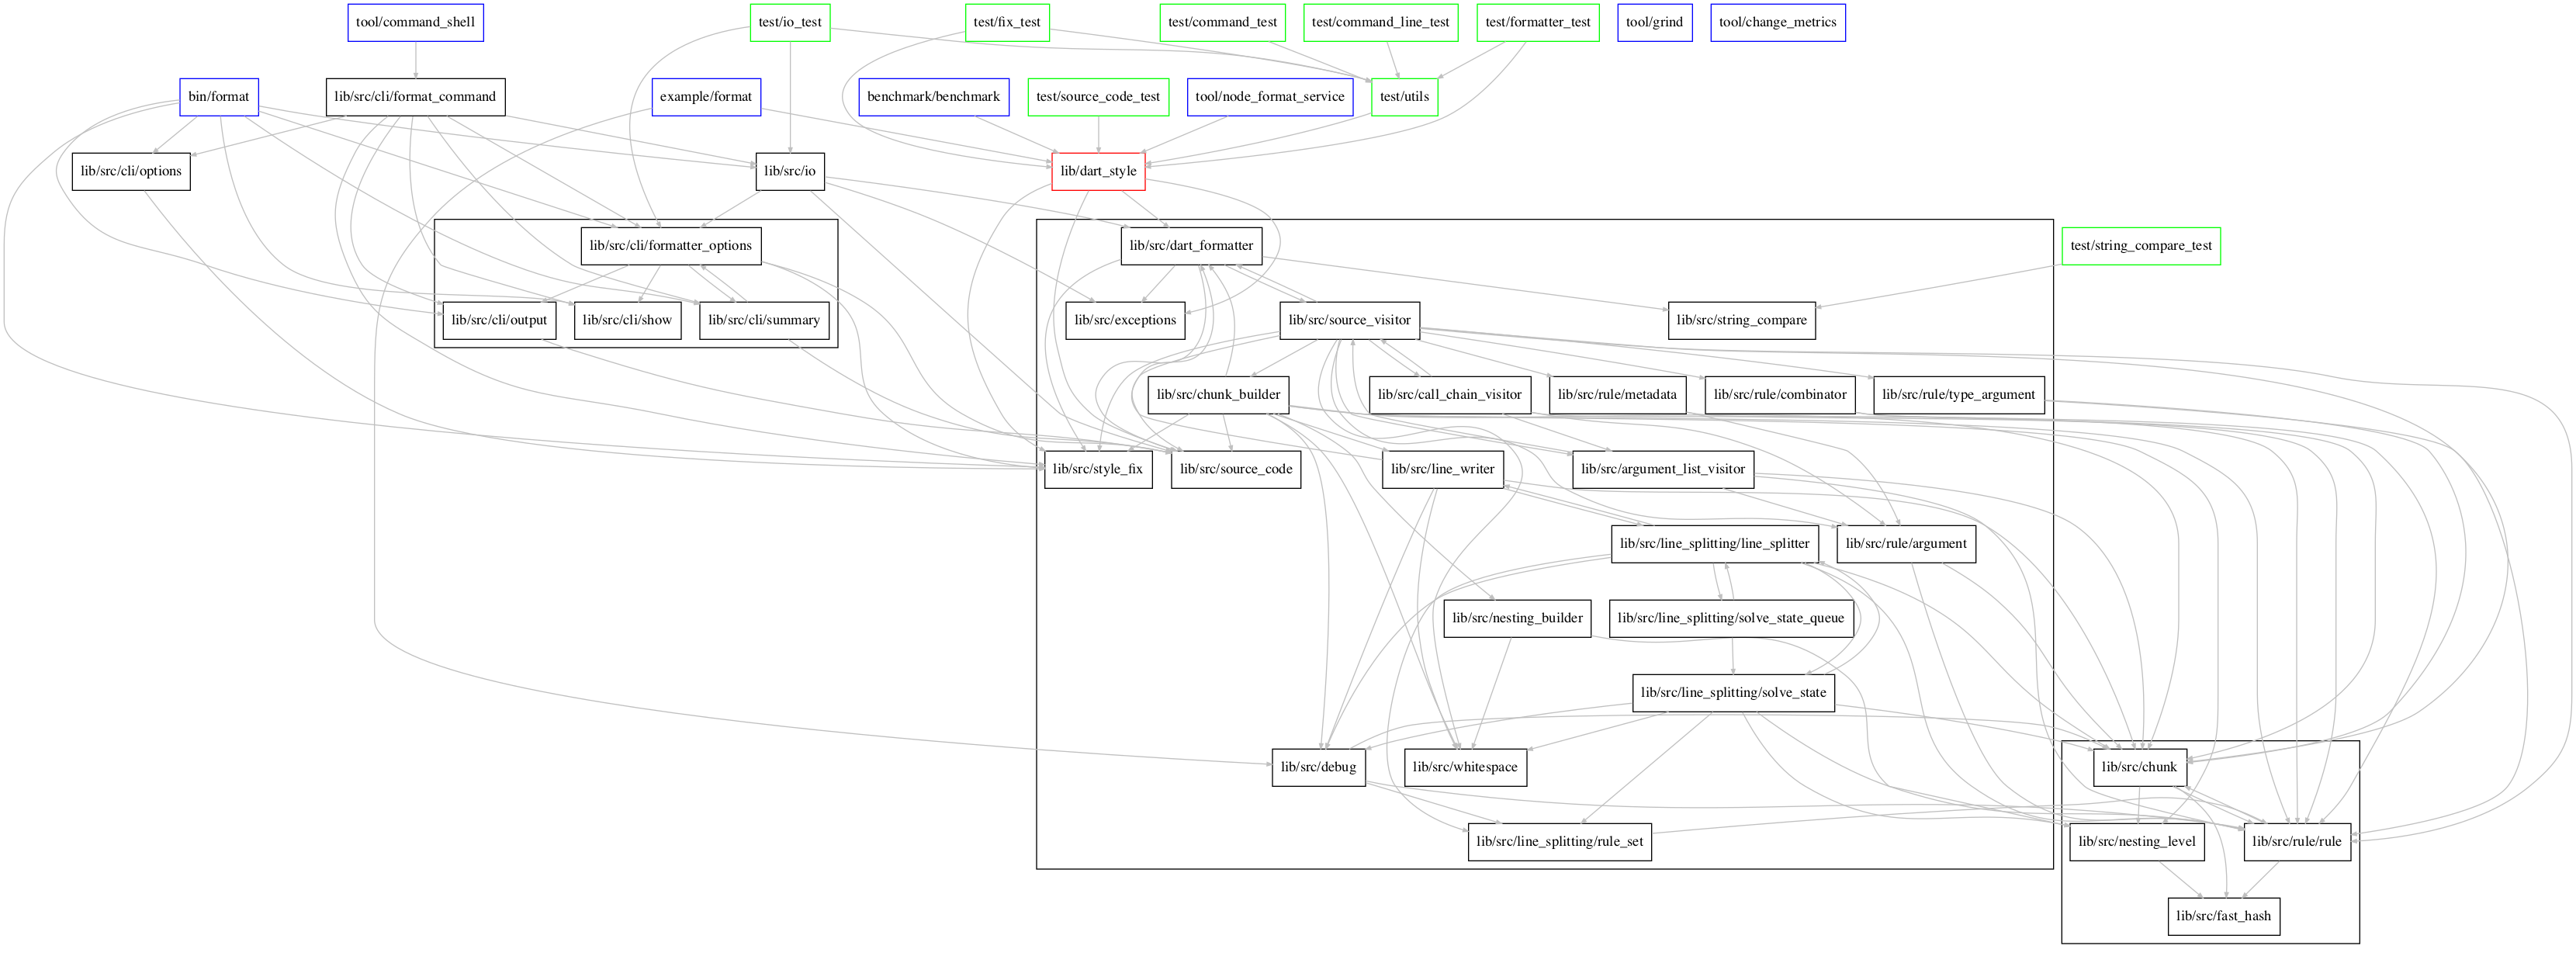 tool/command_shell
test/io_test
test/fix_test
test/command_test
test/command_line_test
test/formatter_test
tool/grind
tool/change_metrics
bin/format
lib/src/cli/format_command
example/format
benchmark/benchmark
test/source_code_test
tool/node_format_service
test/utils
lib/src/cli/options
lib/src/io
lib/dart_style
lib/src/cli/formatter_options
lib/src/dart_formatter
test/string_compare_test
lib/src/cli/output
lib/src/cli/show
lib/src/cli/summary
lib/src/exceptions
lib/src/source_visitor
lib/src/string_compare
lib/src/chunk_builder
lib/src/call_chain_visitor
lib/src/rule/metadata
lib/src/rule/combinator
lib/src/rule/type_argument
lib/src/style_fix
lib/src/source_code
lib/src/line_writer
lib/src/argument_list_visitor
lib/src/line_splitting/line_splitter
lib/src/rule/argument
lib/src/nesting_builder
lib/src/line_splitting/solve_state_queue
lib/src/line_splitting/solve_state
lib/src/debug
lib/src/whitespace
lib/src/chunk
lib/src/line_splitting/rule_set
lib/src/nesting_level
lib/src/rule/rule
lib/src/fast_hash